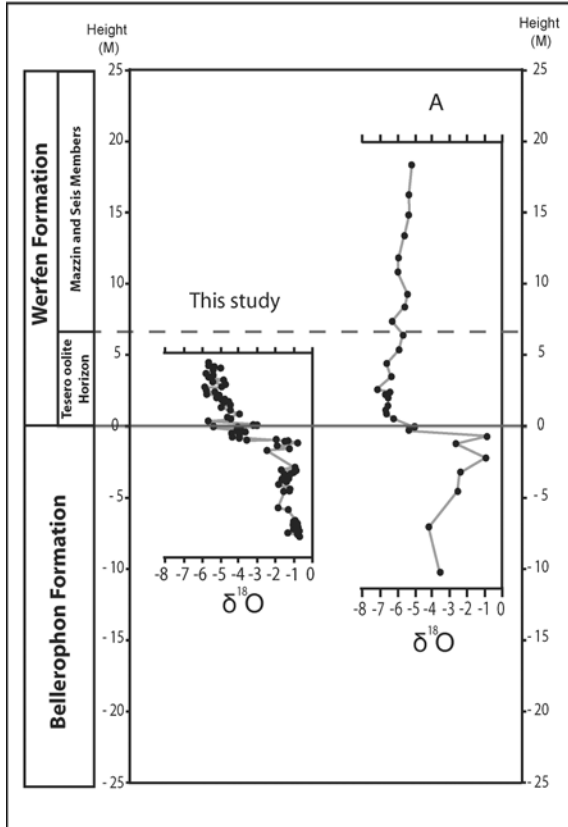 Height
(M)
Height
(M)
25
20
15
10
5
0
-5
-10
-15
-20
25
25
20
15
10
5
0
-5
-10
-15
-20
-25
Werfen Formation
Mazzin and Seis Members
Tesero oolite
Horizon
Bellerophon Formation
This study
-8 -7 -6 -5 -4 -3 -2 -1 0
δ18O
A
-8 -7 -6 -5 -4 -3 -2 -1 0
δ18O